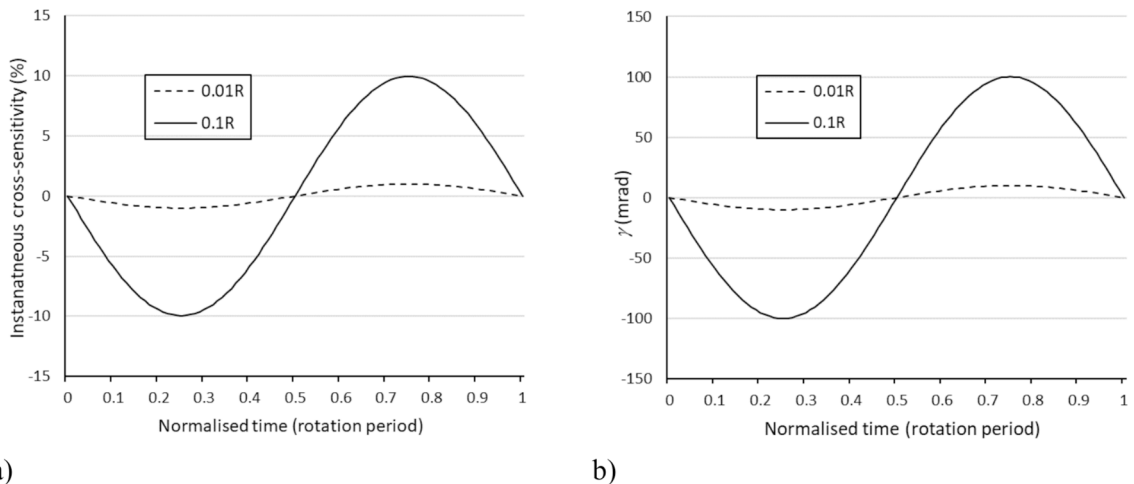 15
10
5
0
-5
-10
-15
Instanatneous cross-sensitivity (%)
0.01R
0.1R
0 0.1 0.2 0.3 0.4 0.5 0.6 0.7 0.8 0.9 1
Normalised time (rotation period)
a)
150
100
50
0
-50
-100
-150
γ (mrad)
0.01R
0.1R
0 0.1 0.2 0.3 0.4 0.5 0.6 0.7 0.8 0.9 1
Normalised time (rotation period)
b)